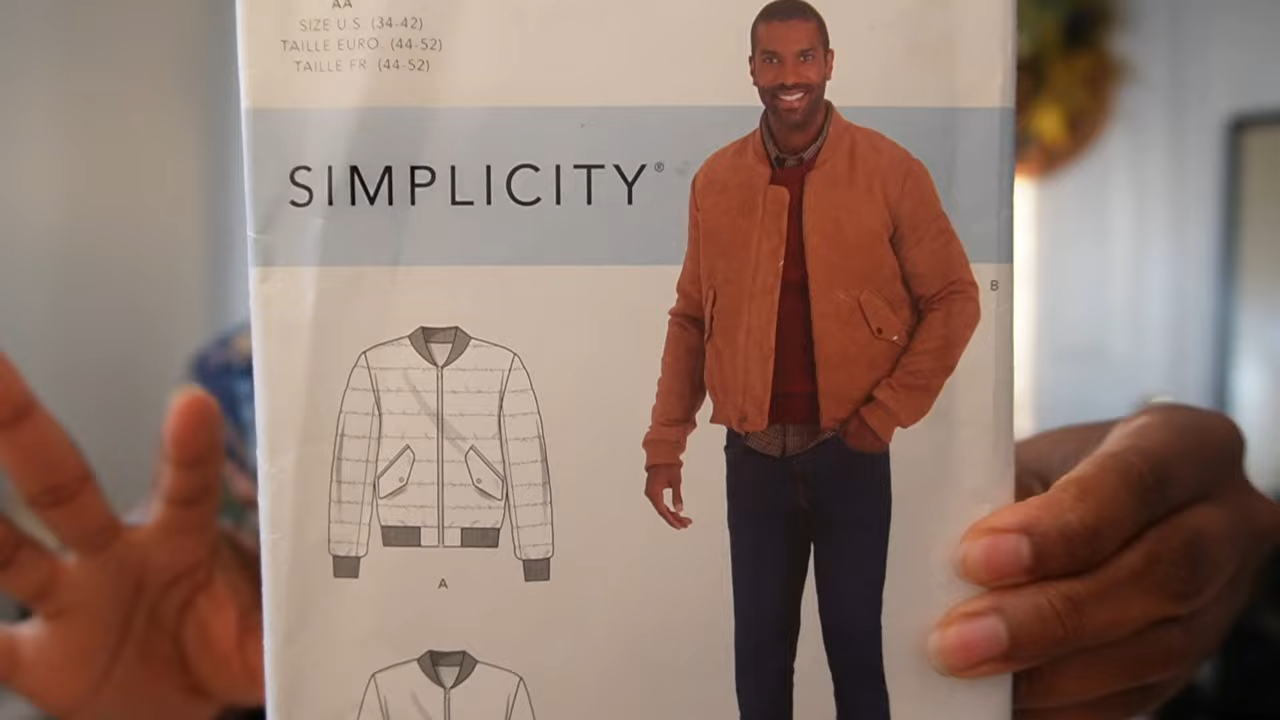 AA
SIZE U.S. (34-42)
TAILLE EURO. (44-52)
TAILLE FR. (44-52)
SIMPLICITY®
B
A